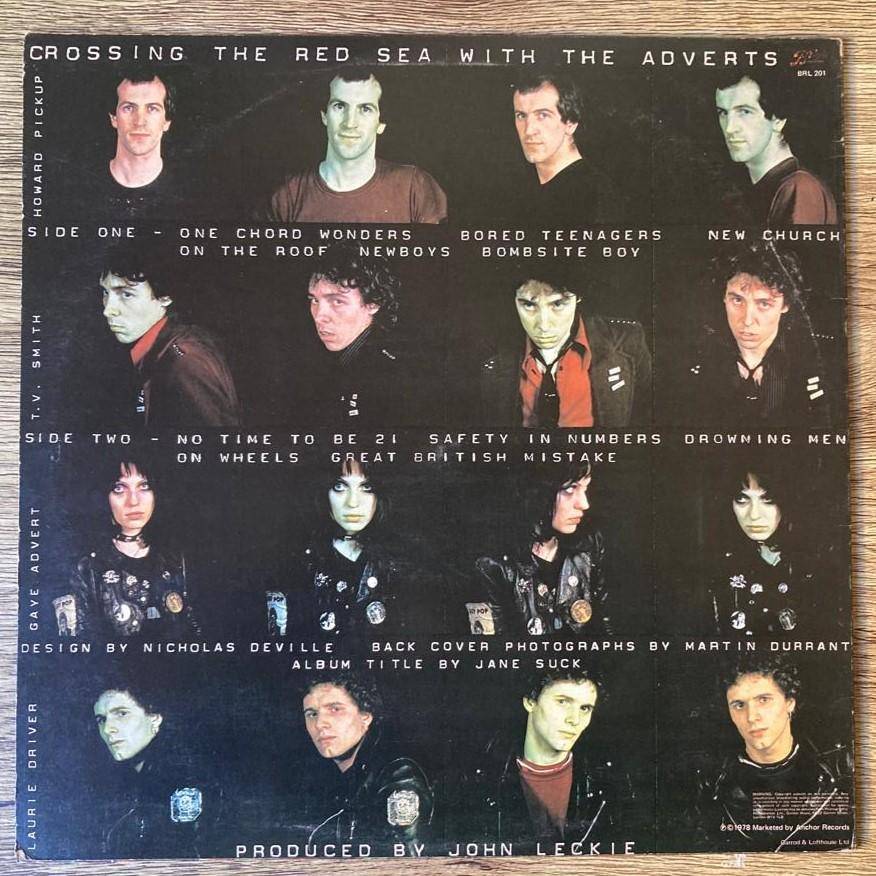 CROSSING THE RED SEA WITH THE ADVERTS
BRL 201
HOWARD PICKUP
SIDE ONE - ONE CHORD WONDERS BORED TEENAGERS NEW CHURCH
ON THE ROOF NEWBOYS BOMBSITE BOY
T.V. SMITH
SIDE TWO - NO TIME TO BE 21 SAFETY IN NUMBERS DROWNING MEN
ON WHEELS GREAT BRITISH MISTAKE
GAYE ADVERT
DESIGN BY NICHOLAS DEVILLE BACK COVER PHOTOGRAPHS BY MARTIN DURRANT
ALBUM TITLE BY JANE SUCK
LAURIE DRIVER
℗©1978 Marketed by Anchor Records
Garrod & Lofthouse Ltd
PRODUCED BY JOHN LECKIE